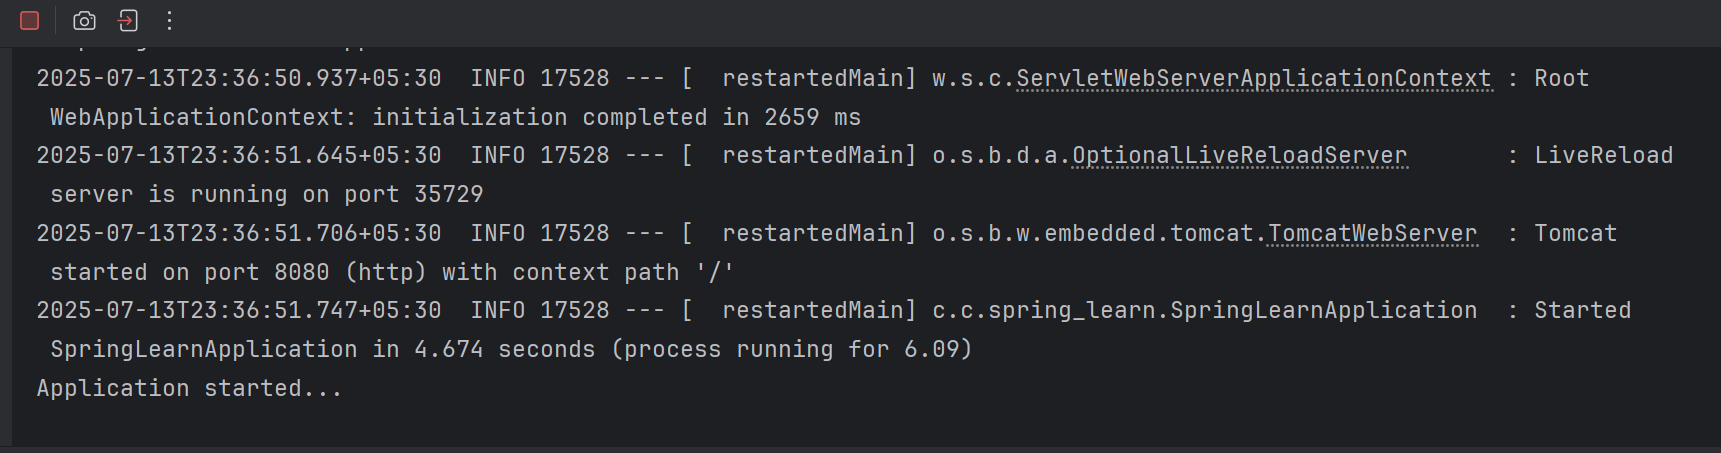 2025-07-13T23:36:50.937+05:30  INFO 17528 --- [  restartedMain] w.s.c.ServletWebServerApplicationContext : Root
 WebApplicationContext: initialization completed in 2659 ms
2025-07-13T23:36:51.645+05:30  INFO 17528 --- [  restartedMain] o.s.b.d.a.OptionalLiveReloadServer       : LiveReload
 server is running on port 35729
2025-07-13T23:36:51.706+05:30  INFO 17528 --- [  restartedMain] o.s.b.w.embedded.tomcat.TomcatWebServer  : Tomcat
 started on port 8080 (http) with context path '/'
2025-07-13T23:36:51.747+05:30  INFO 17528 --- [  restartedMain] c.c.spring_learn.SpringLearnApplication  : Started
 SpringLearnApplication in 4.674 seconds (process running for 6.09)
Application started...